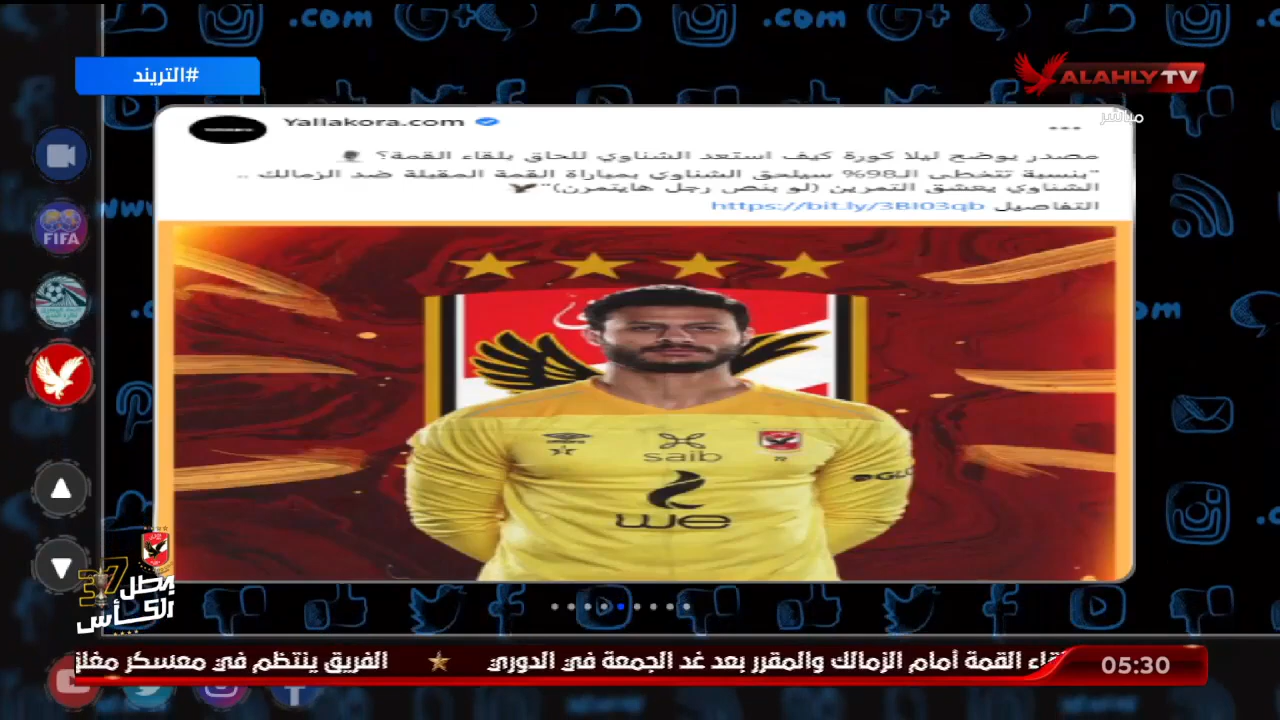 #التريند
ALAHLY TV
مباشر
Yallakora.com
مصدر يوضح ليلا كورة كيف استعد الشناوي للحاق بلقاء القمة؟
"بنسبة تتخطى الـ98% سيلحق الشناوي بمباراة القمة المقبلة ضد الزمالك ..
الشناوي يعشق التمرين (لو بنص رجل هايتمرن)"
التفاصيل https://bit.ly/3BI03qb
FIFA
saib
we
بطل 37
الكأس
لقاء القمة أمام الزمالك والمقرر بعد غد الجمعة في الدوري ★ الفريق ينتظم في معسكر مغلق
05:30